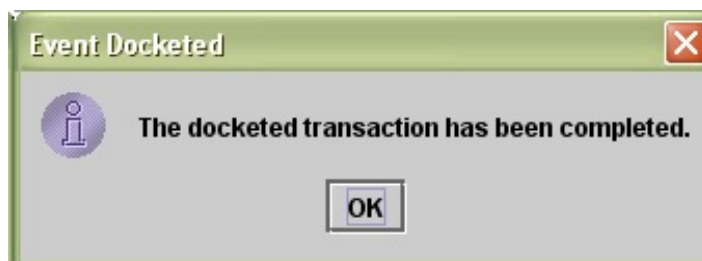 Event Docketed
The docketed transaction has been completed.
OK